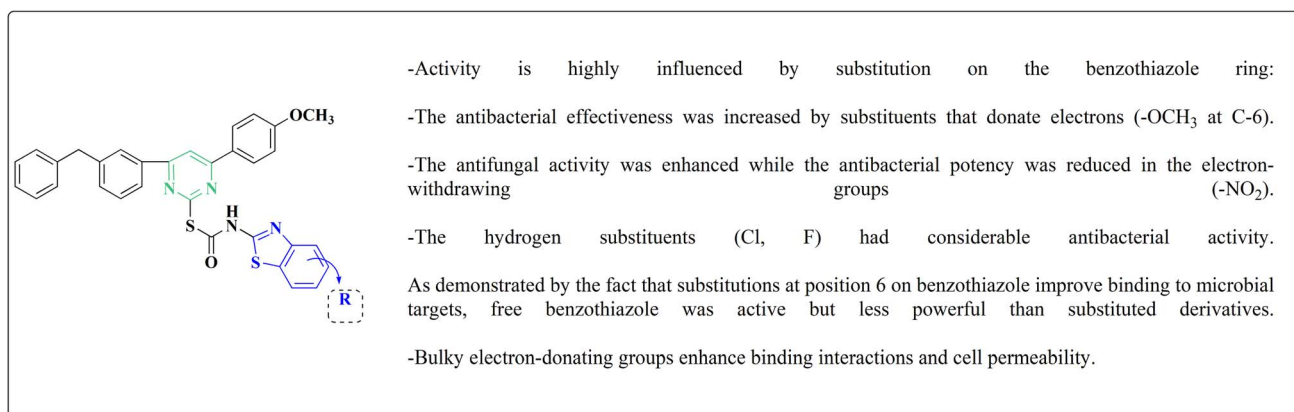 -Activity is highly influenced by substitution on the benzothiazole ring:
-The antibacterial effectiveness was increased by substituents that donate electrons (-OCH₃ at C-6).
OCH₃
-The antifungal activity was enhanced while the antibacterial potency was reduced in the electron-
withdrawing groups (-NO₂).
N N
H
S N N
-The hydrogen substituents (Cl, F) had considerable antibacterial activity.
O S
As demonstrated by the fact that substitutions at position 6 on benzothiazole improve binding to microbial
R
targets, free benzothiazole was active but less powerful than substituted derivatives.
-Bulky electron-donating groups enhance binding interactions and cell permeability.